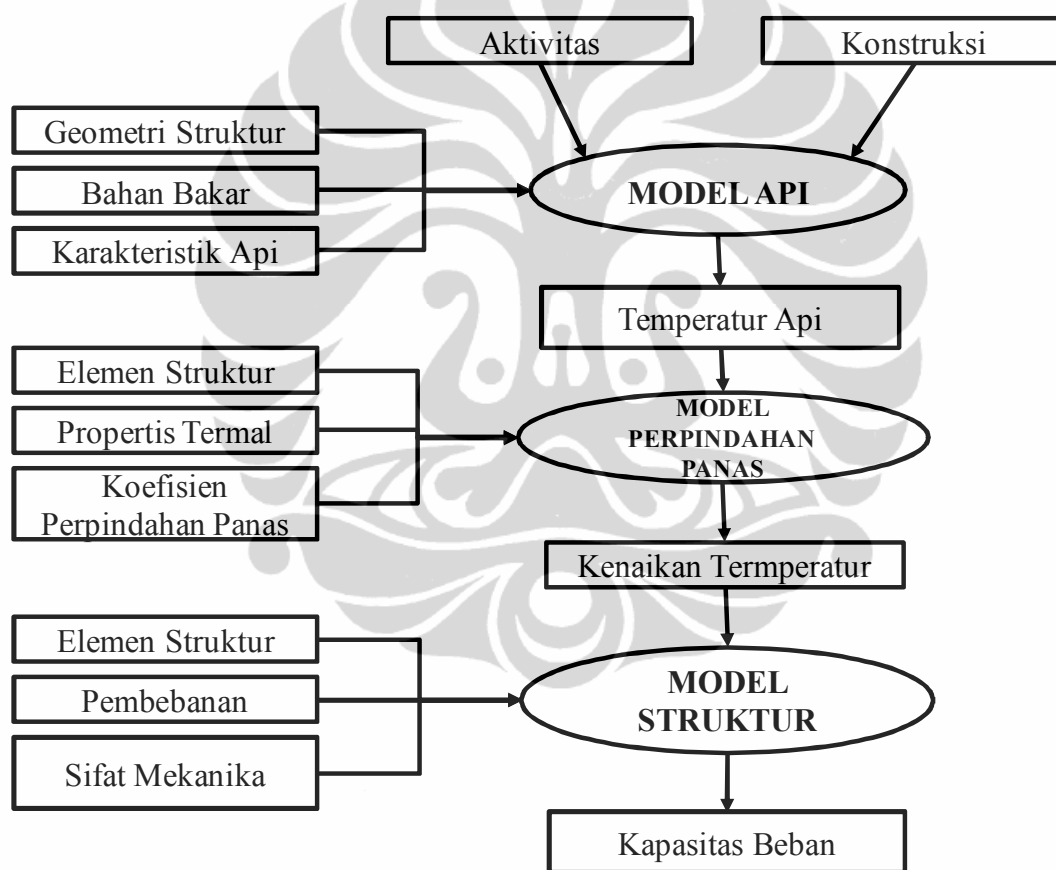 Aktivitas
Konstruksi
Geometri Struktur
Bahan Bakar
Karakteristik Api
MODEL API
Temperatur Api
Elemen Struktur
Propertis Termal
Koefisien
Perpindahan Panas
MODEL
PERPINDAHAN
PANAS
Kenaikan Termperatur
Elemen Struktur
Pembebanan
Sifat Mekanika
MODEL
STRUKTUR
Kapasitas Beban